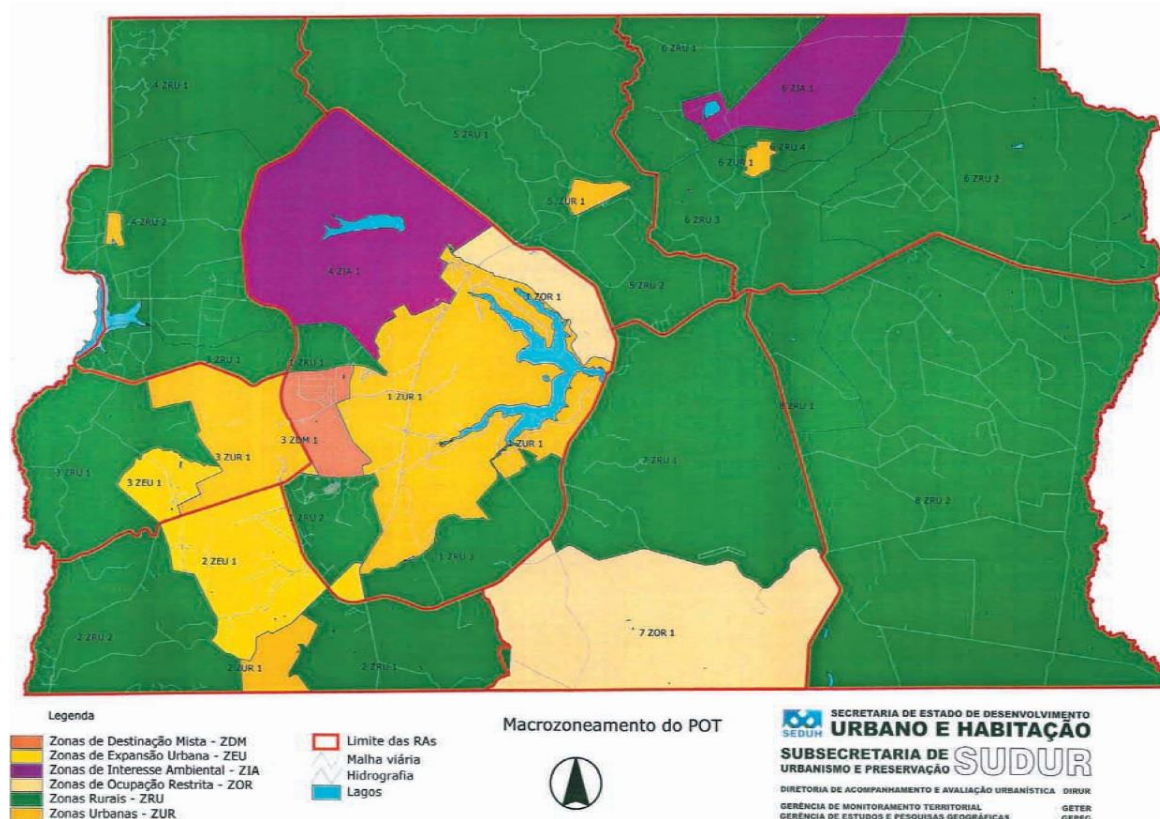 6 ZRU 1
4 ZRU 1
6 ZIA 1
5 ZRU 1
6 ZRU 4
6 ZUR 1
6 ZRU 2
5 ZUR 1
4 ZRU 2
6 ZRU 3
4 ZIA 1
5 ZRU 2
1 ZOR 1
3 ZRU 1
1 ZRU 1
1 ZUR 1
8 ZRU 1
3 ZDM 1
1 ZUR 1
3 ZUR 1
7 ZRU 1
3 ZRU 1
3 ZEU 1
8 ZRU 2
1 ZRU 2
1 ZRU 3
2 ZEU 1
7 ZOR 1
2 ZRU 2
2 ZUR 1
2 ZRU 1
Legenda
Zonas de Destinação Mista - ZDM
Zonas de Expansão Urbana - ZEU
Zonas de Interesse Ambiental - ZIA
Zonas de Ocupação Restrita - ZOR
Zonas Rurais - ZRU
Zonas Urbanas - ZUR
Limite das RAs
Malha viária
Hidrografia
Lagos
Macrozoneamento do POT
SEDUH
SECRETARIA DE ESTADO DE DESENVOLVIMENTO
URBANO E HABITAÇÃO
SUBSECRETARIA DE
URBANISMO E PRESERVAÇÃO
SUDUR
DIRETORIA DE ACOMPANHAMENTO E AVALIAÇÃO URBANÍSTICA DIRUR
GERÊNCIA DE MONITORAMENTO TERRITORIAL GETER
GERÊNCIA DE ESTUDOS E PESQUISAS GEOGRÁFICAS GEPEG